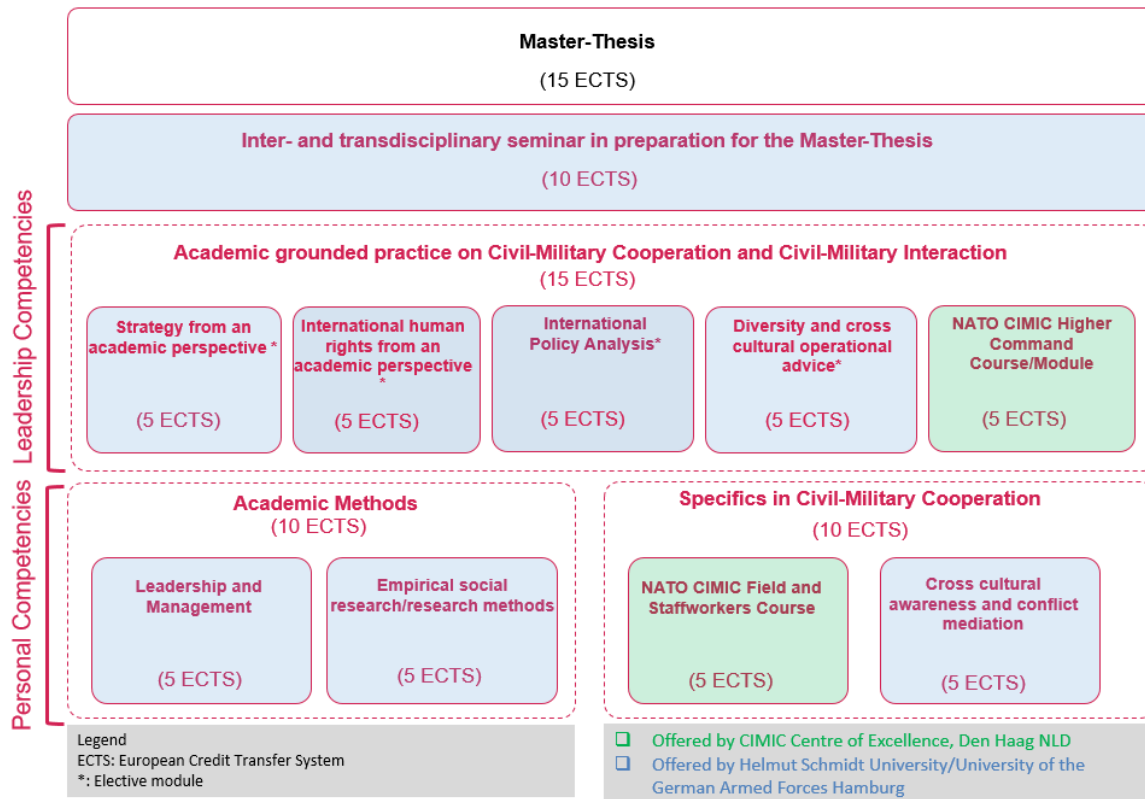 Master-Thesis
(15 ECTS)
Inter- and transdisciplinary seminar in preparation for the Master-Thesis
(10 ECTS)
Leadership Competencies
Academic grounded practice on Civil-Military Cooperation and Civil-Military Interaction
(15 ECTS)
Strategy from an
academic perspective *
(5 ECTS)
International human
rights from an
academic perspective
*
(5 ECTS)
International
Policy Analysis*
(5 ECTS)
Diversity and cross
cultural operational
advice*
(5 ECTS)
NATO CIMIC Higher
Command
Course/Module
(5 ECTS)
Personal Competencies
Academic Methods
(10 ECTS)
Leadership and
Management
(5 ECTS)
Empirical social
research/research methods
(5 ECTS)
Specifics in Civil-Military Cooperation
(10 ECTS)
NATO CIMIC Field and
Staffworkers Course
(5 ECTS)
Cross cultural
awareness and conflict
mediation
(5 ECTS)
Legend
ECTS: European Credit Transfer System
*: Elective module
Offered by CIMIC Centre of Excellence, Den Haag NLD
Offered by Helmut Schmidt University/University of the
German Armed Forces Hamburg